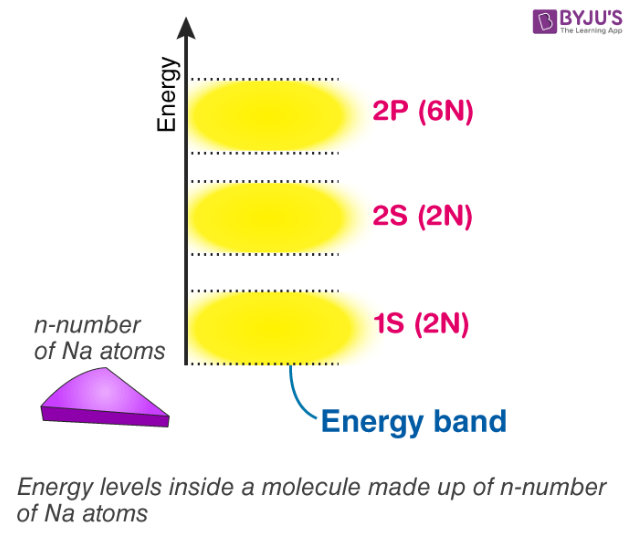 BYJU'S
The Learning App
Energy
2P (6N)
2S (2N)
1S (2N)
n-number
of Na atoms
Energy band
Energy levels inside a molecule made up of n-number
of Na atoms